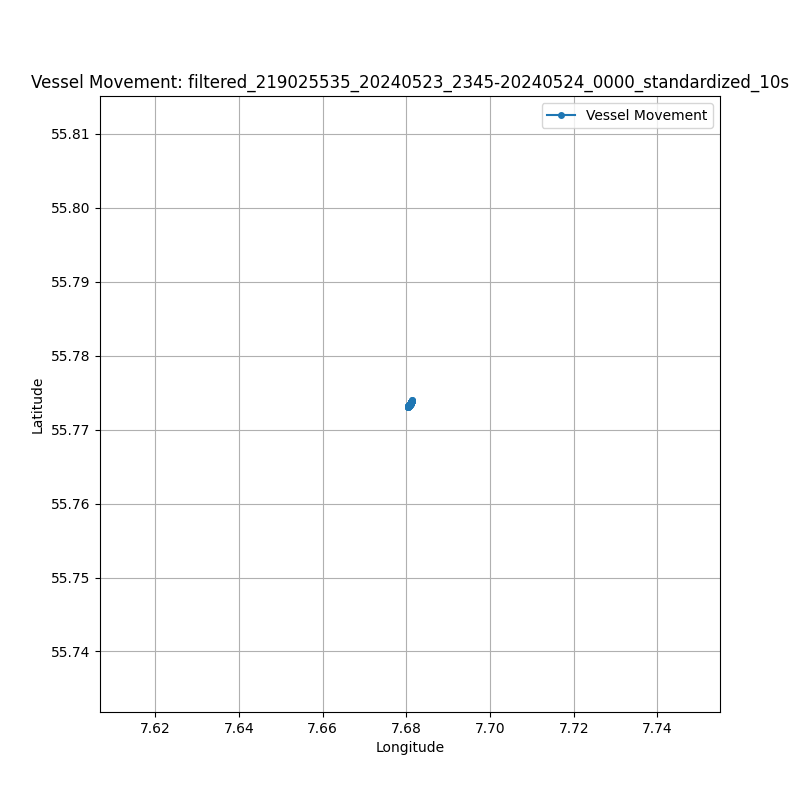 Vessel Movement: filtered_219025535_20240523_2345-20240524_0000_standardized_10s
Vessel Movement
55.81
55.80
55.79
55.78
55.77
55.76
55.75
55.74
Latitude
7.62 7.64 7.66 7.68 7.70 7.72 7.74
Longitude